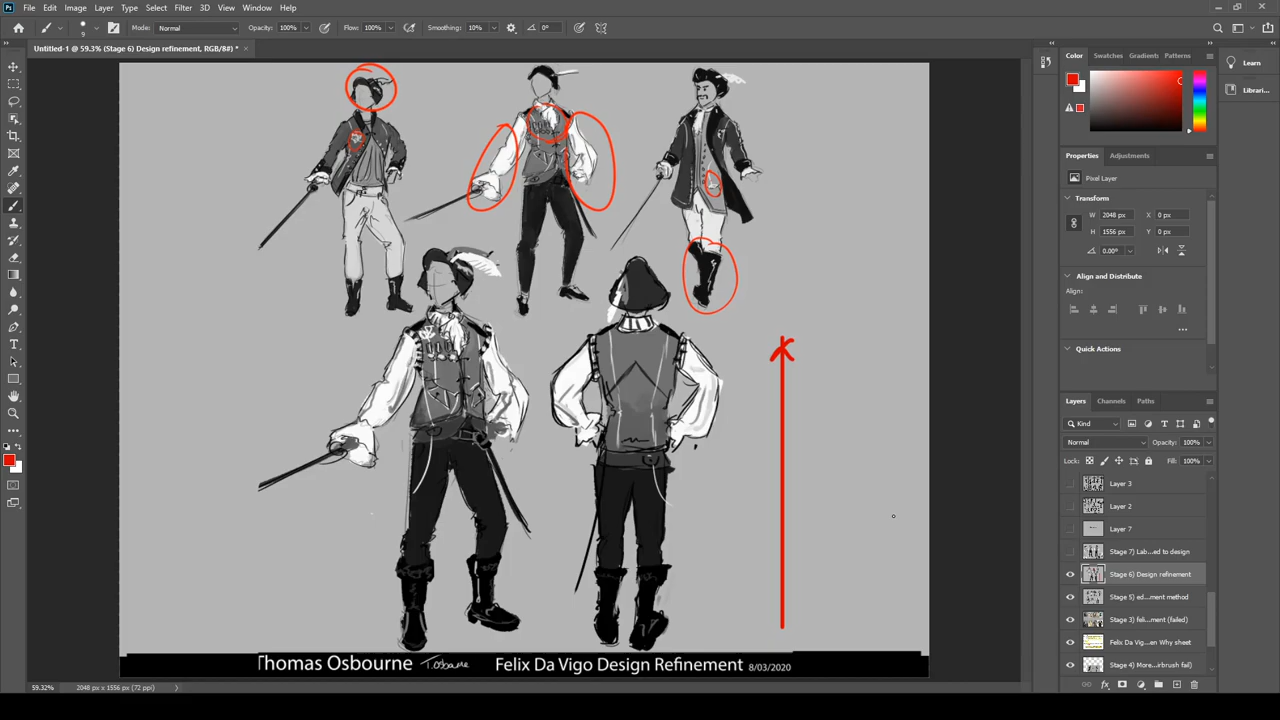 File Edit Image Layer Type Select Filter 3D View Window Help
9 Mode: Normal Opacity: 100% Flow: 100% Smoothing: 10% 0°
Untitled-1 @ 59.3% (Stage 6) Design refinement, RGB/8#) *
Color Swatches Gradients Patterns
Learn
Librari...
Properties Adjustments
Pixel Layer
Transform
W 2048 px X 0 px
H 1556 px Y 0 px
0.00°
Align and Distribute
Align:
Quick Actions
Layers Channels Paths
Kind
Normal Opacity: 100%
Lock: Fill: 100%
Layer 3
Layer 2
Layer 7
Stage 7) Lab...ed to design
Stage 6) Design refinement
Stage 5) ed...ment method
Stage 3) feli...ment (failed)
Felix Da Vigo...en Why sheet
Stage 4) More...irbrush fail)
Thomas Osbourne T.osbourne Felix Da Vigo Design Refinement 8/03/2020
59.32% 2048 px x 1556 px (72 ppi)